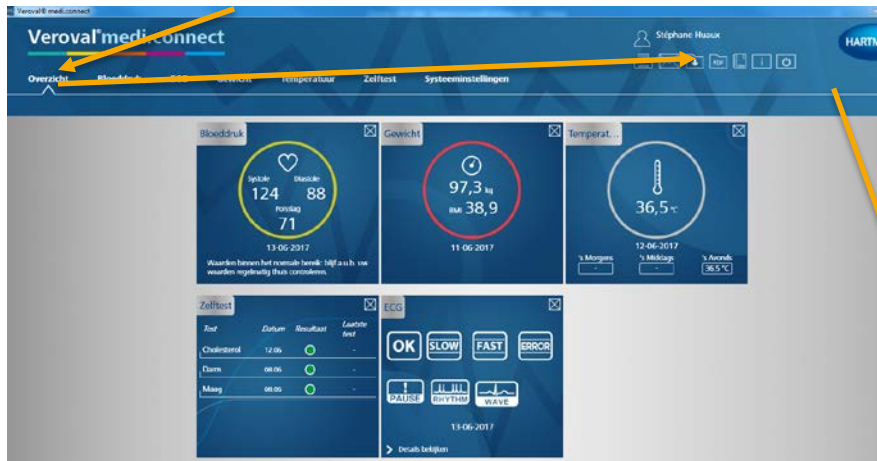 Veroval® medi.connect
Veroval® medi.connect
Stéphane Huaux
HARTM
PDF
i
Overzicht Bloeddruk ECG Gewicht Temperatuur Zelftest Systeeminstellingen
Bloeddruk
Systole Diastole
124 88
Polsslag
71
13-06-2017
Waarden binnen het normale bereik: blijf a.u.b. uw
waarden regelmatig thuis controleren.
Gewicht
97,3 kg
BMI 38,9
11-06-2017
Temperat...
36,5 °C
12-06-2017
's Morgens 's Middags 's Avonds
- - 36.5 °C
Zelftest
Test Datum Resultaat Laatste
test
Cholesterol 12.06 -
Darm 08.06 -
Maag 08.06 -
ECG
OK SLOW FAST ERROR
PAUSE RHYTHM WAVE
13-06-2017
Details bekijken